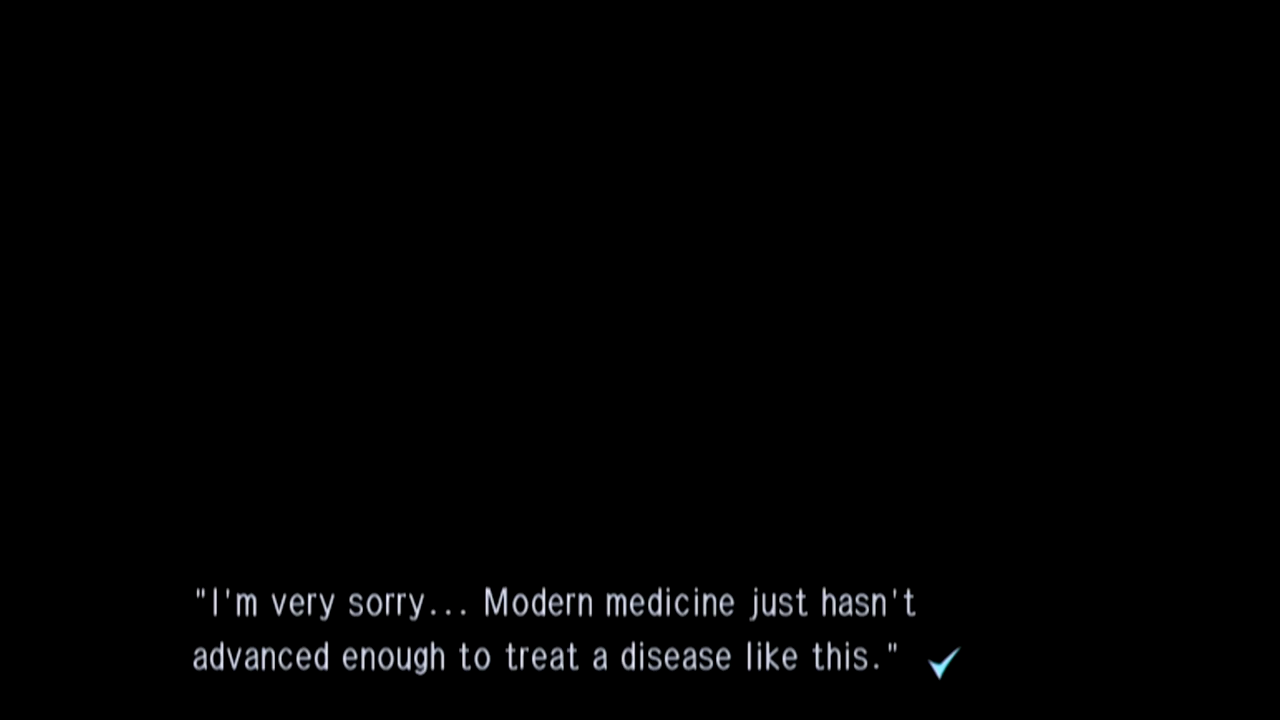 "I'm very sorry... Modern medicine just hasn't
advanced enough to treat a disease like this."